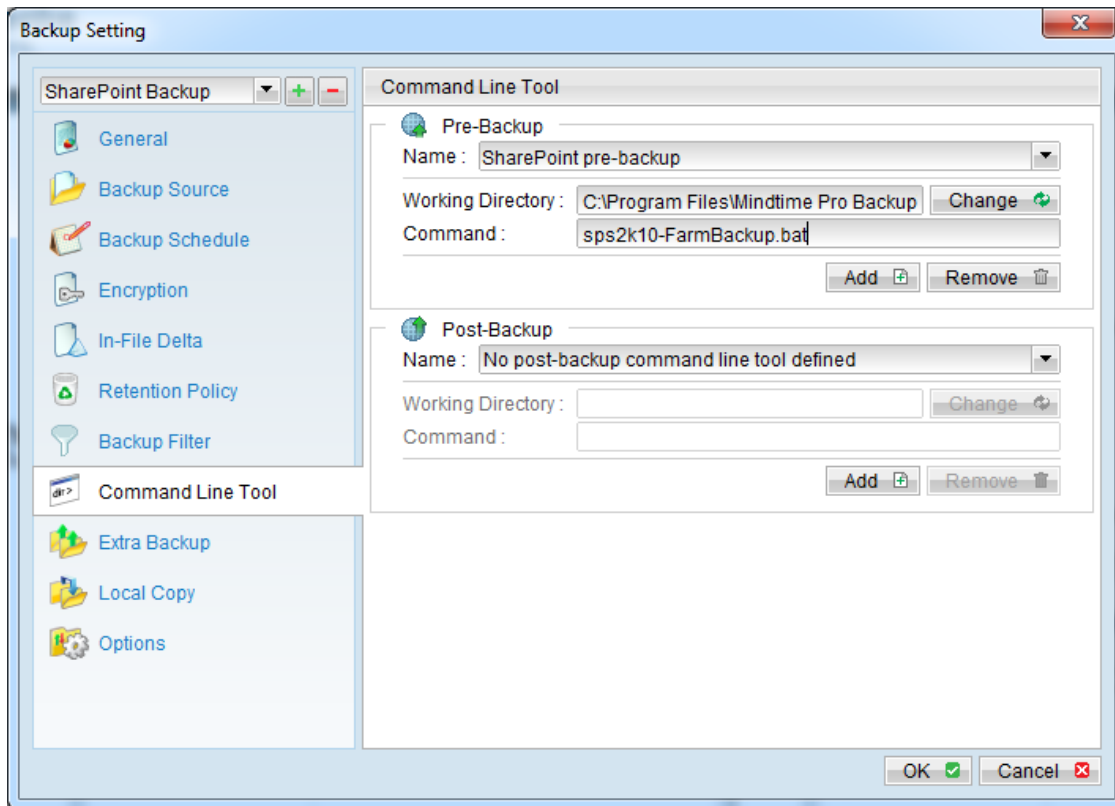 Backup Setting
SharePoint Backup
General
Backup Source
Backup Schedule
Encryption
In-File Delta
Retention Policy
Backup Filter
dir>
Command Line Tool
Extra Backup
Local Copy
Options
Command Line Tool
Pre-Backup
Name : SharePoint pre-backup
Working Directory : C:\Program Files\Mindtime Pro Backup Change
Command : sps2k10-FarmBackup.bat
Add Remove
Post-Backup
Name : No post-backup command line tool defined
Working Directory : Change
Command :
Add Remove
OK Cancel